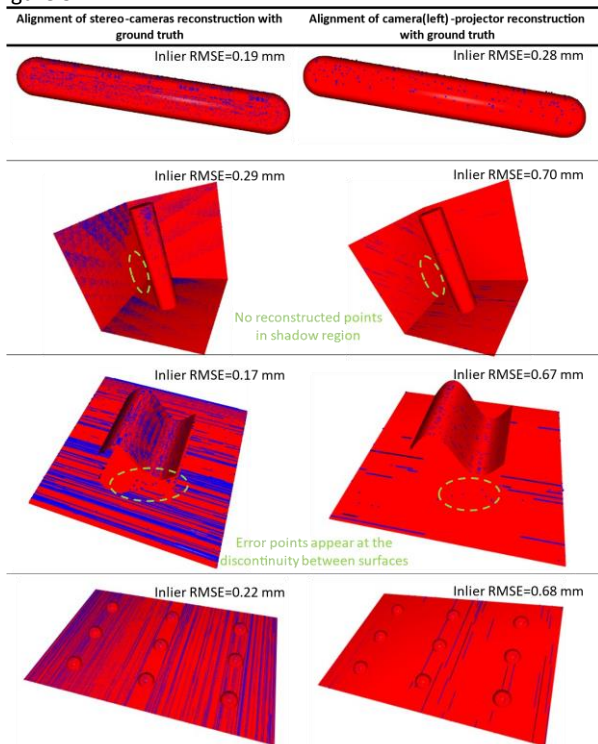 Alignment of stereo-cameras reconstruction with
ground truth
Alignment of camera(left) -projector reconstruction
with ground truth
Inlier RMSE=0.19 mm
Inlier RMSE=0.28 mm
Inlier RMSE=0.29 mm
Inlier RMSE=0.70 mm
No reconstructed points
in shadow region
Inlier RMSE=0.17 mm
Inlier RMSE=0.67 mm
Error points appear at the
discontinuity between surfaces
Inlier RMSE=0.22 mm
Inlier RMSE=0.68 mm